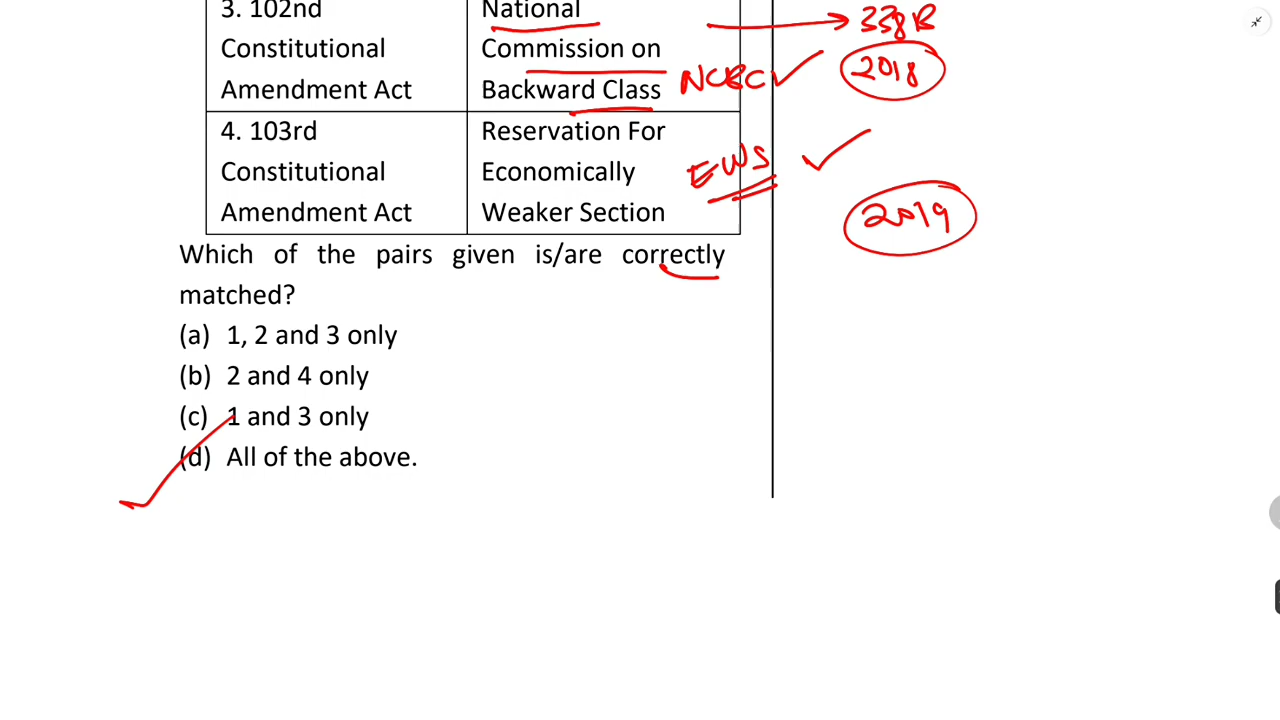 3. 102nd
Constitutional
Amendment Act
National
Commission on
Backward Class
NCBC
338B
2018
4. 103rd
Constitutional
Amendment Act
Reservation For
Economically
Weaker Section
EWS
2019
Which of the pairs given is/are correctly
matched?
(a) 1, 2 and 3 only
(b) 2 and 4 only
(c) 1 and 3 only
(d) All of the above.